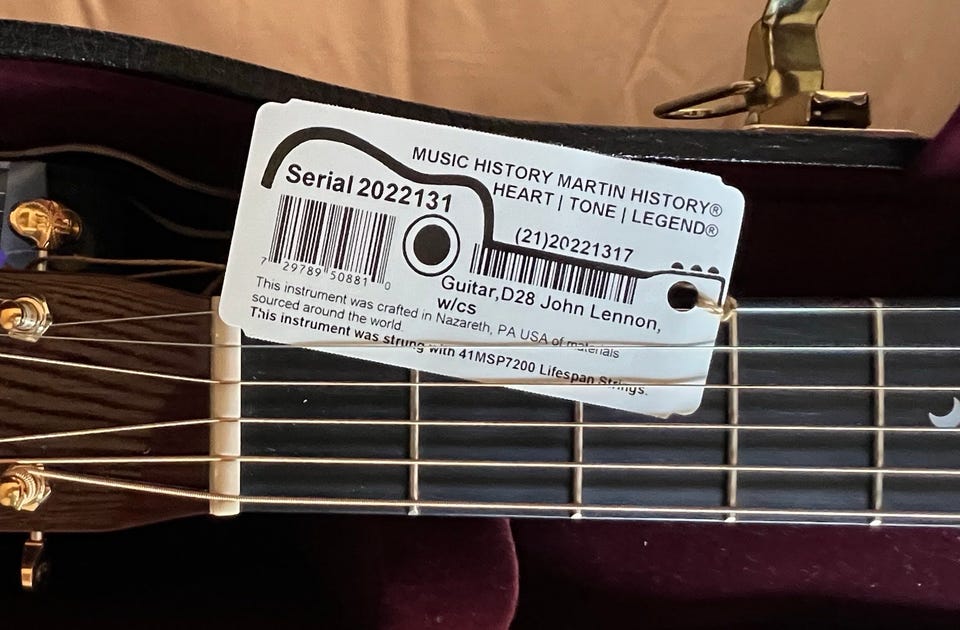 MUSIC HISTORY MARTIN HISTORY®
HEART | TONE | LEGEND®
Serial 2022131
(21)20221317
7 29789 50881 0
Guitar,D28 John Lennon,
w/cs
This instrument was crafted in Nazareth, PA USA of materials
sourced around the world.
This instrument was strung with 41MSP7200 Lifespan Strings.